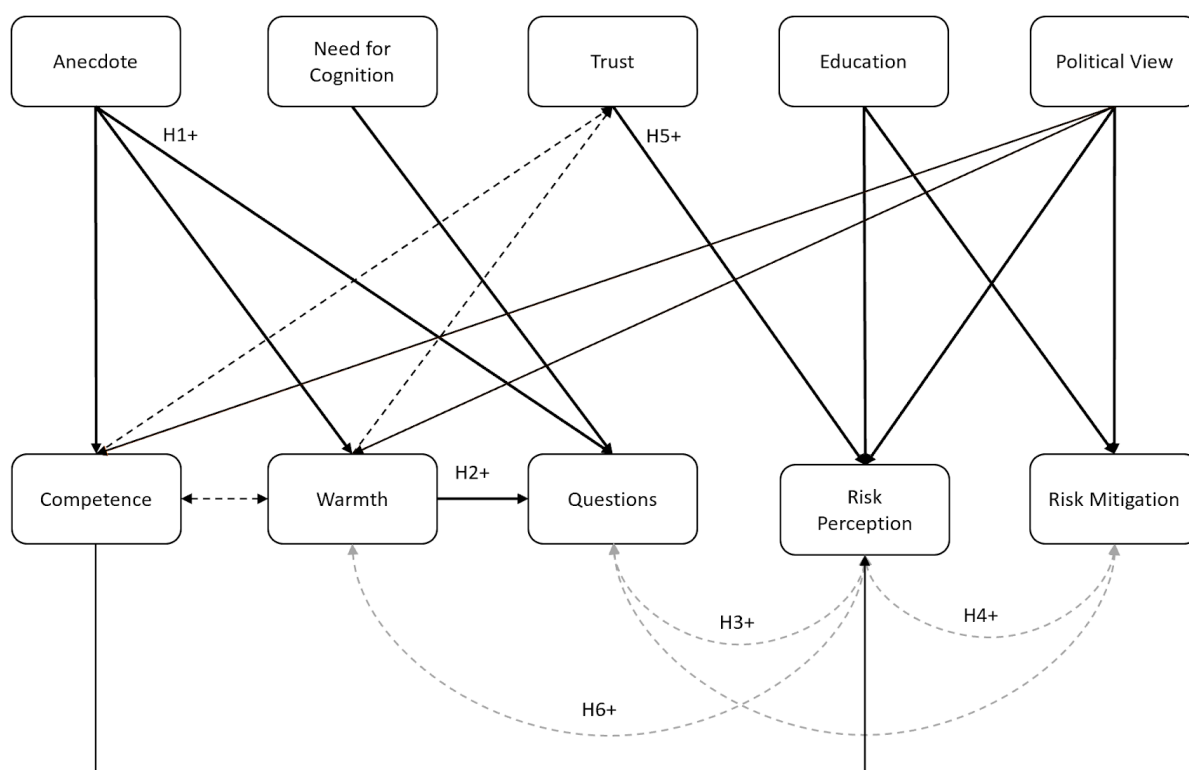 Anecdote
Need for
Cognition
Trust
Education
Political View
H1+
H5+
Competence
Warmth
H2+
Questions
Risk
Perception
Risk Mitigation
H3+
H4+
H6+